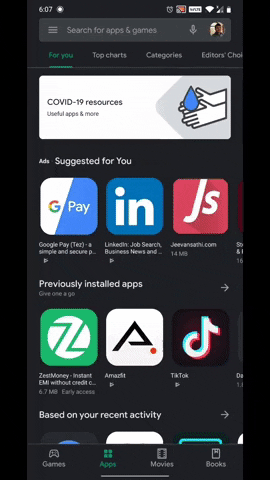 6:07
Search for apps & games
For you
Top charts
Categories
Editors' Choi
COVID-19 resources
Useful apps & more
Ads Suggested for You
G Pay
in
Js
Google Pay (Tez) - a
simple and secure p...
LinkedIn: Job Search,
Business News and ...
Jeevansathi.com
14 MB
Previously installed apps
Give one a go
ZestMoney - Instant
EMI without credit c...
6.7 MB Early access
Amazfit
TikTok
Based on your recent activity
Games
Apps
Movies
Books